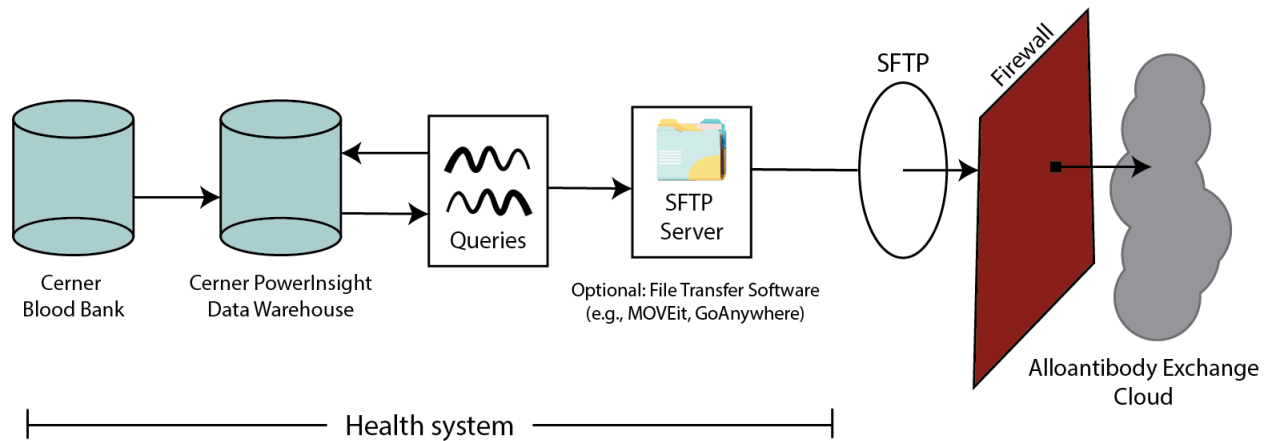 Cerner
Blood Bank
Cerner PowerInsight
Data Warehouse
Queries
SFTP
Server
Optional: File Transfer Software
(e.g., MOVEit, GoAnywhere)
SFTP
Firewall
Alloantibody Exchange
Cloud
Health system